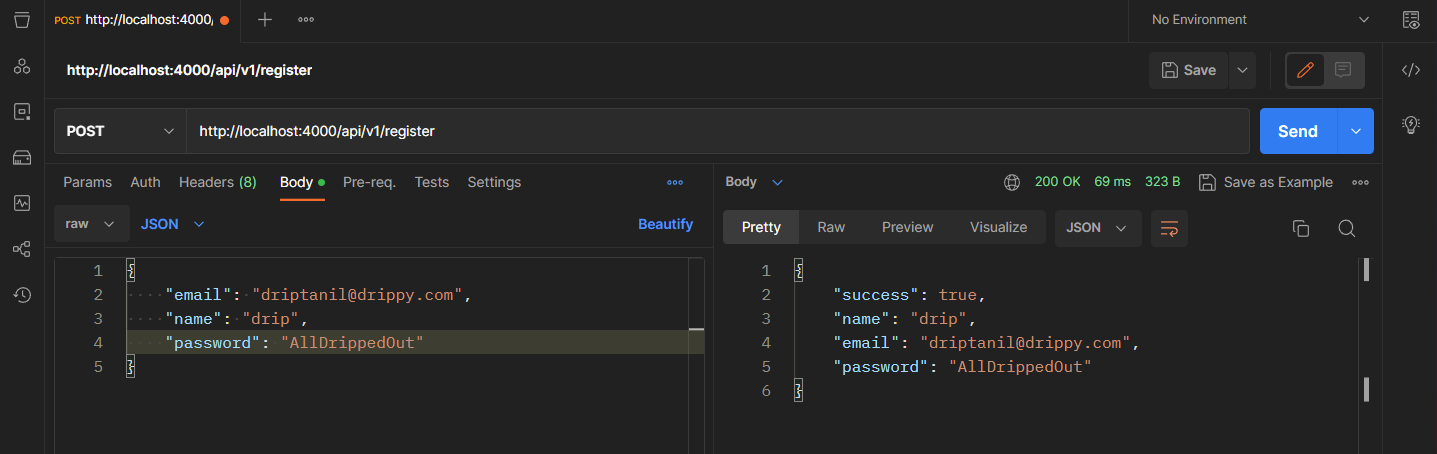 POST http://localhost:4000/
No Environment
http://localhost:4000/api/v1/register
Save
POST
http://localhost:4000/api/v1/register
Send
Params Auth Headers (8) Body Pre-req. Tests Settings
raw JSON Beautify
1 {
2 "email": "driptanil@drippy.com",
3 "name": "drip",
4 "password": "AllDrippedOut"
5 }
Body 200 OK 69 ms 323 B Save as Example
Pretty Raw Preview Visualize JSON
1 {
2 "success": true,
3 "name": "drip",
4 "email": "driptanil@drippy.com",
5 "password": "AllDrippedOut"
6 }